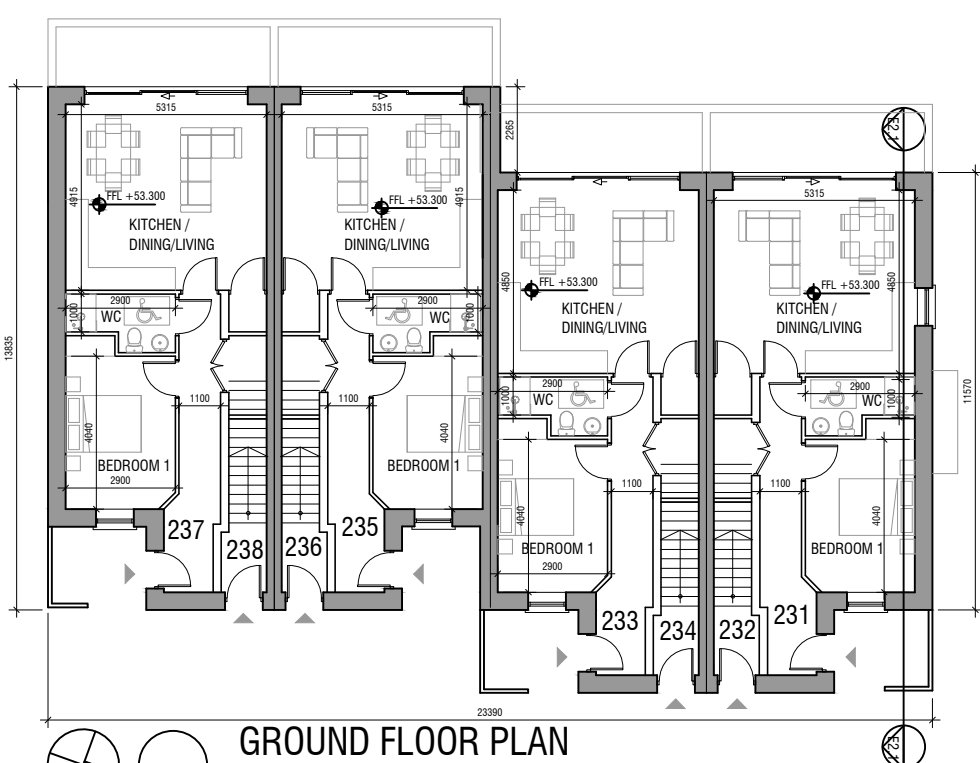 5315
5315
2265
E2.1
4915
FFL +53.300
KITCHEN /
DINING/LIVING
FFL +53.300
4915
KITCHEN /
DINING/LIVING
5315
4850
FFL +53.300
KITCHEN /
DINING/LIVING
FFL +53.300
4850
KITCHEN /
DINING/LIVING
2900
1000
WC
2900
WC
1000
13835
11570
2900
1000
WC
2900
WC
1000
1100
1100
4040
4040
BEDROOM 1
2900
BEDROOM 1
1100
1100
4040
4040
BEDROOM 1
2900
BEDROOM 1
237
238
236
235
233
234
232
231
23390
GROUND FLOOR PLAN
E2.1